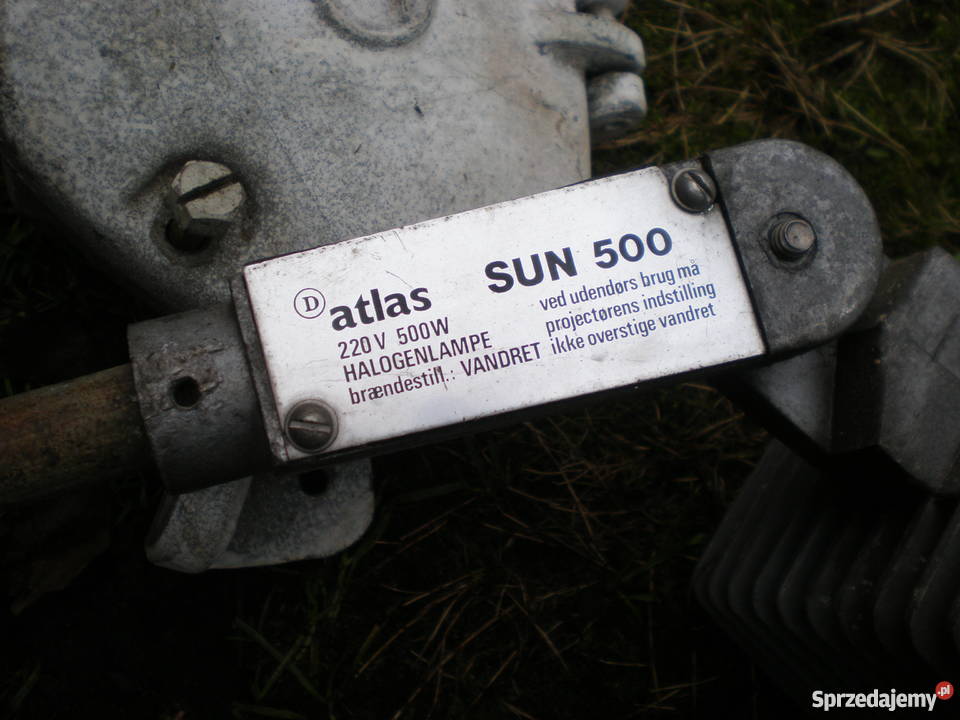 D atlas SUN 500
220 V 500W
HALOGENLAMPE
brændestill.: VANDRET
ved udendørs brug må
projectørens indstilling
ikke overstige vandret
Sprzedajemy.pl